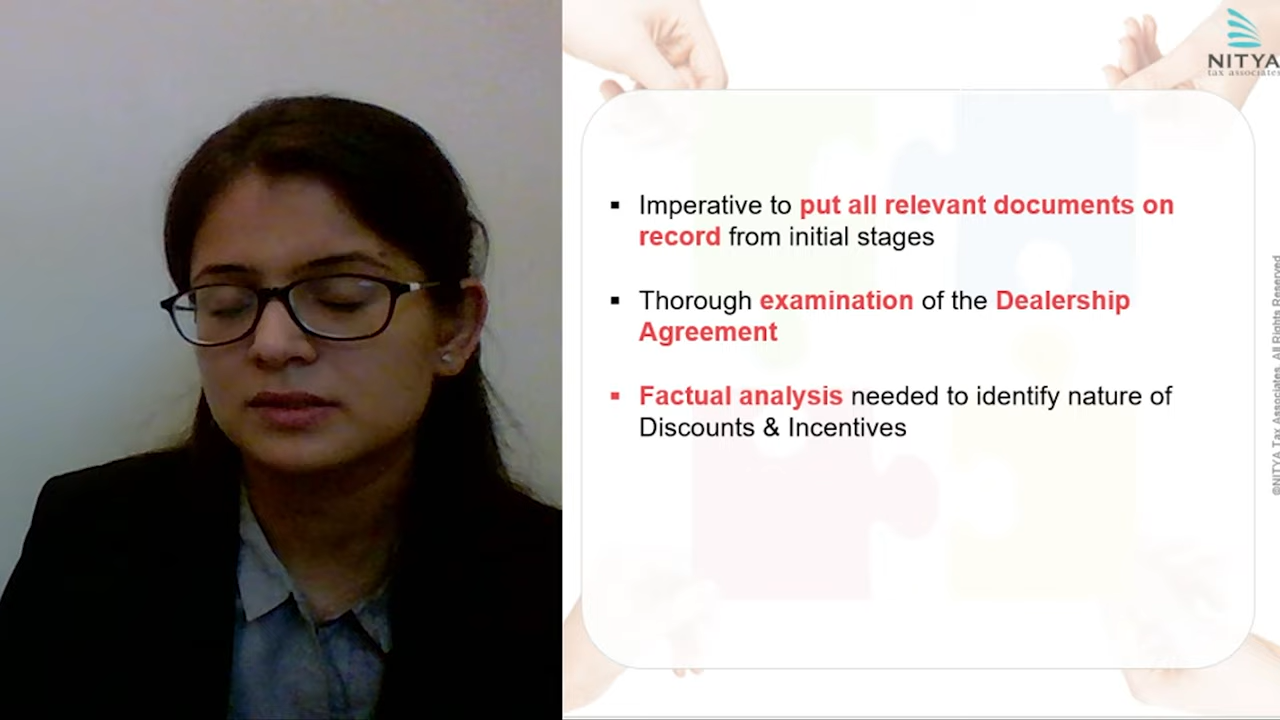 NITYA
tax associates
▪ Imperative to put all relevant documents on
record from initial stages
▪ Thorough examination of the Dealership
Agreement
▪ Factual analysis needed to identify nature of
Discounts & Incentives
©NITYA Tax Associates. All Rights Reserved